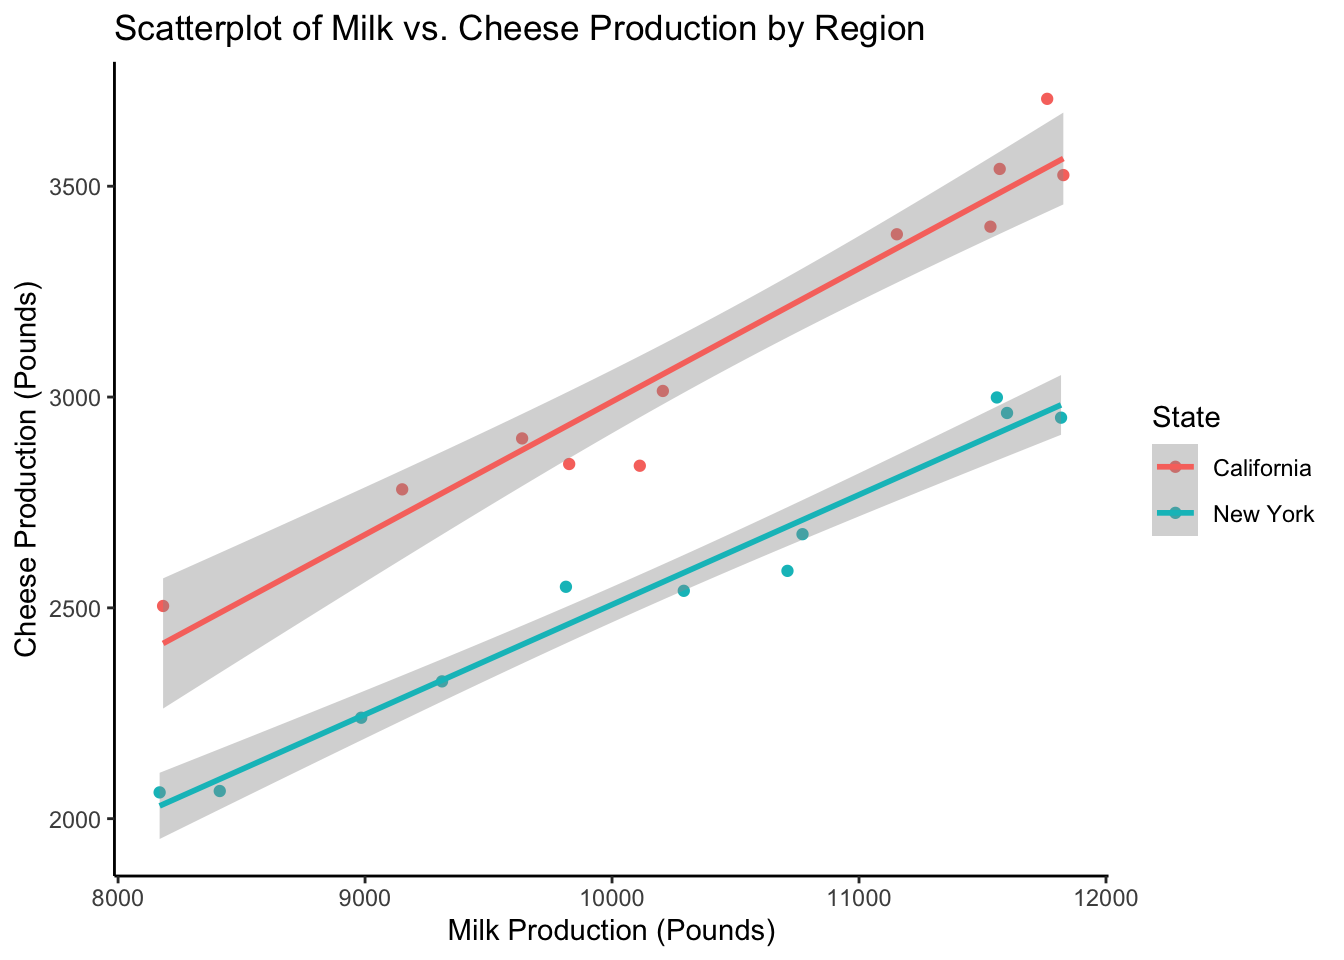 Scatterplot of Milk vs. Cheese Production by Region
Cheese Production (Pounds)
3500
3000
2500
2000
8000 9000 10000 11000 12000
Milk Production (Pounds)
State
California
New York